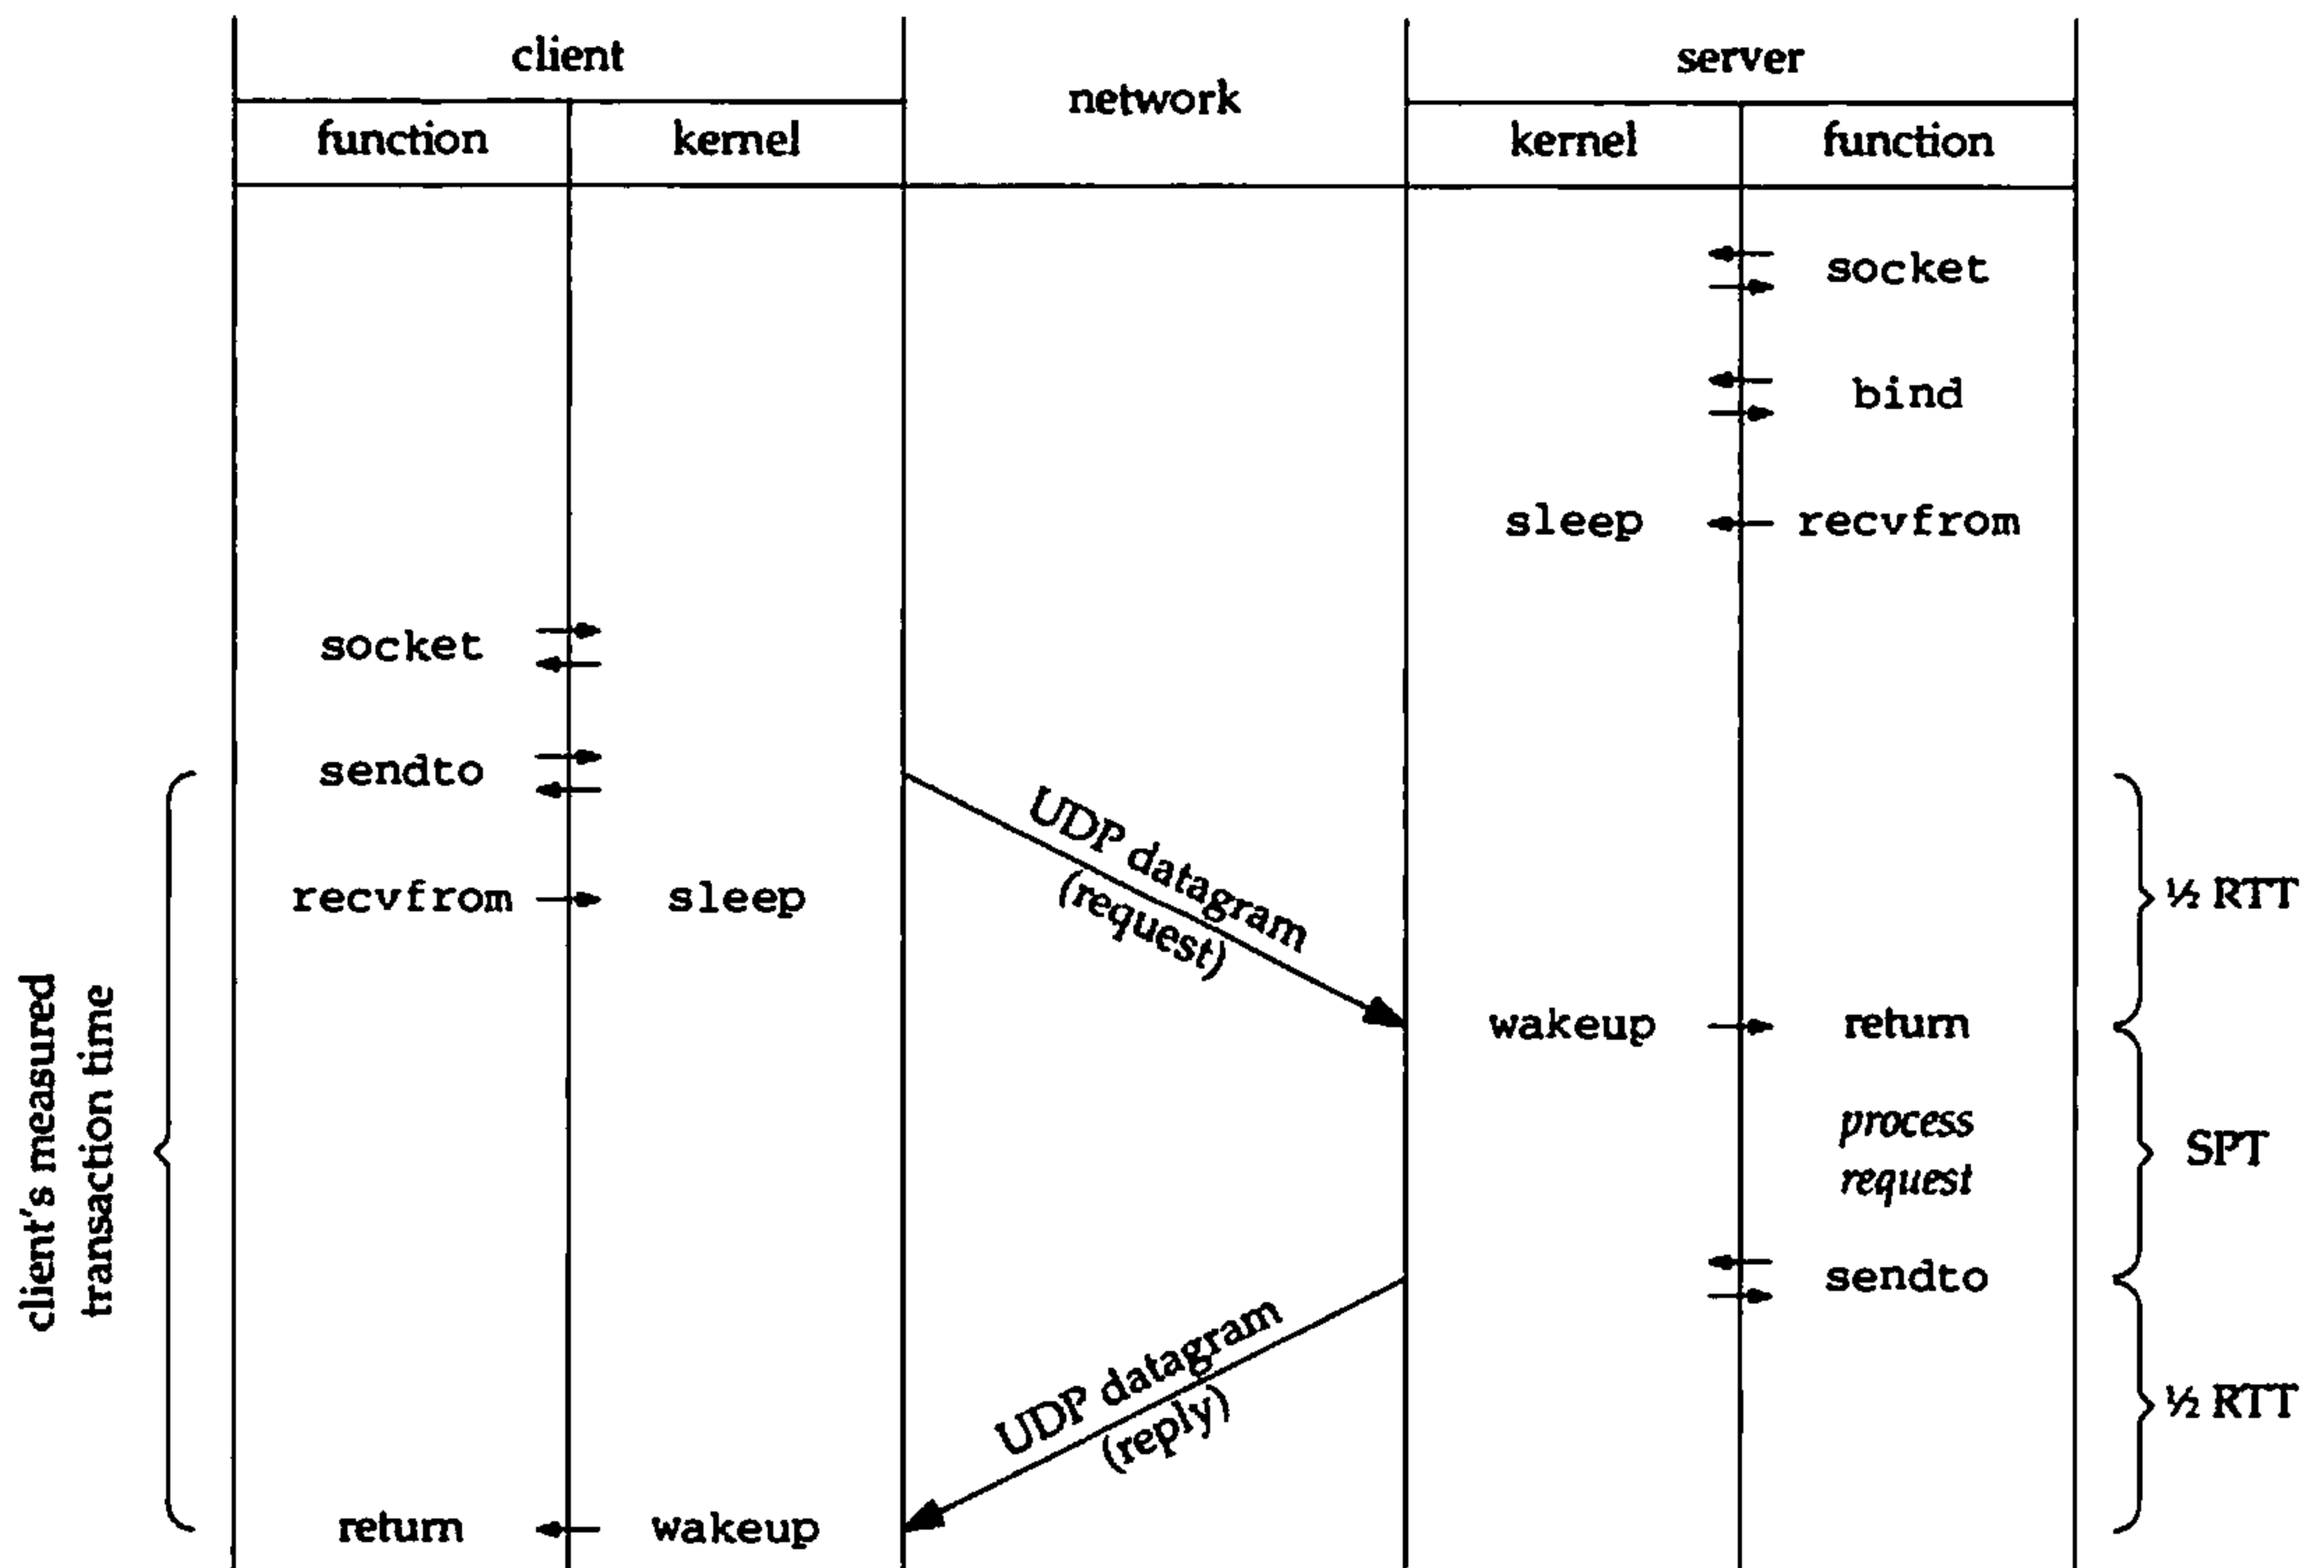 client
network
server
function
kernel
kernel
function
socket
bind
sleep
recvfrom
socket
sendto
recvfrom
sleep
UDP datagram
(request)
½ RTT
wakeup
return
client's measured
transaction time
process
request
SPT
sendto
UDP datagram
(reply)
½ RTT
return
wakeup